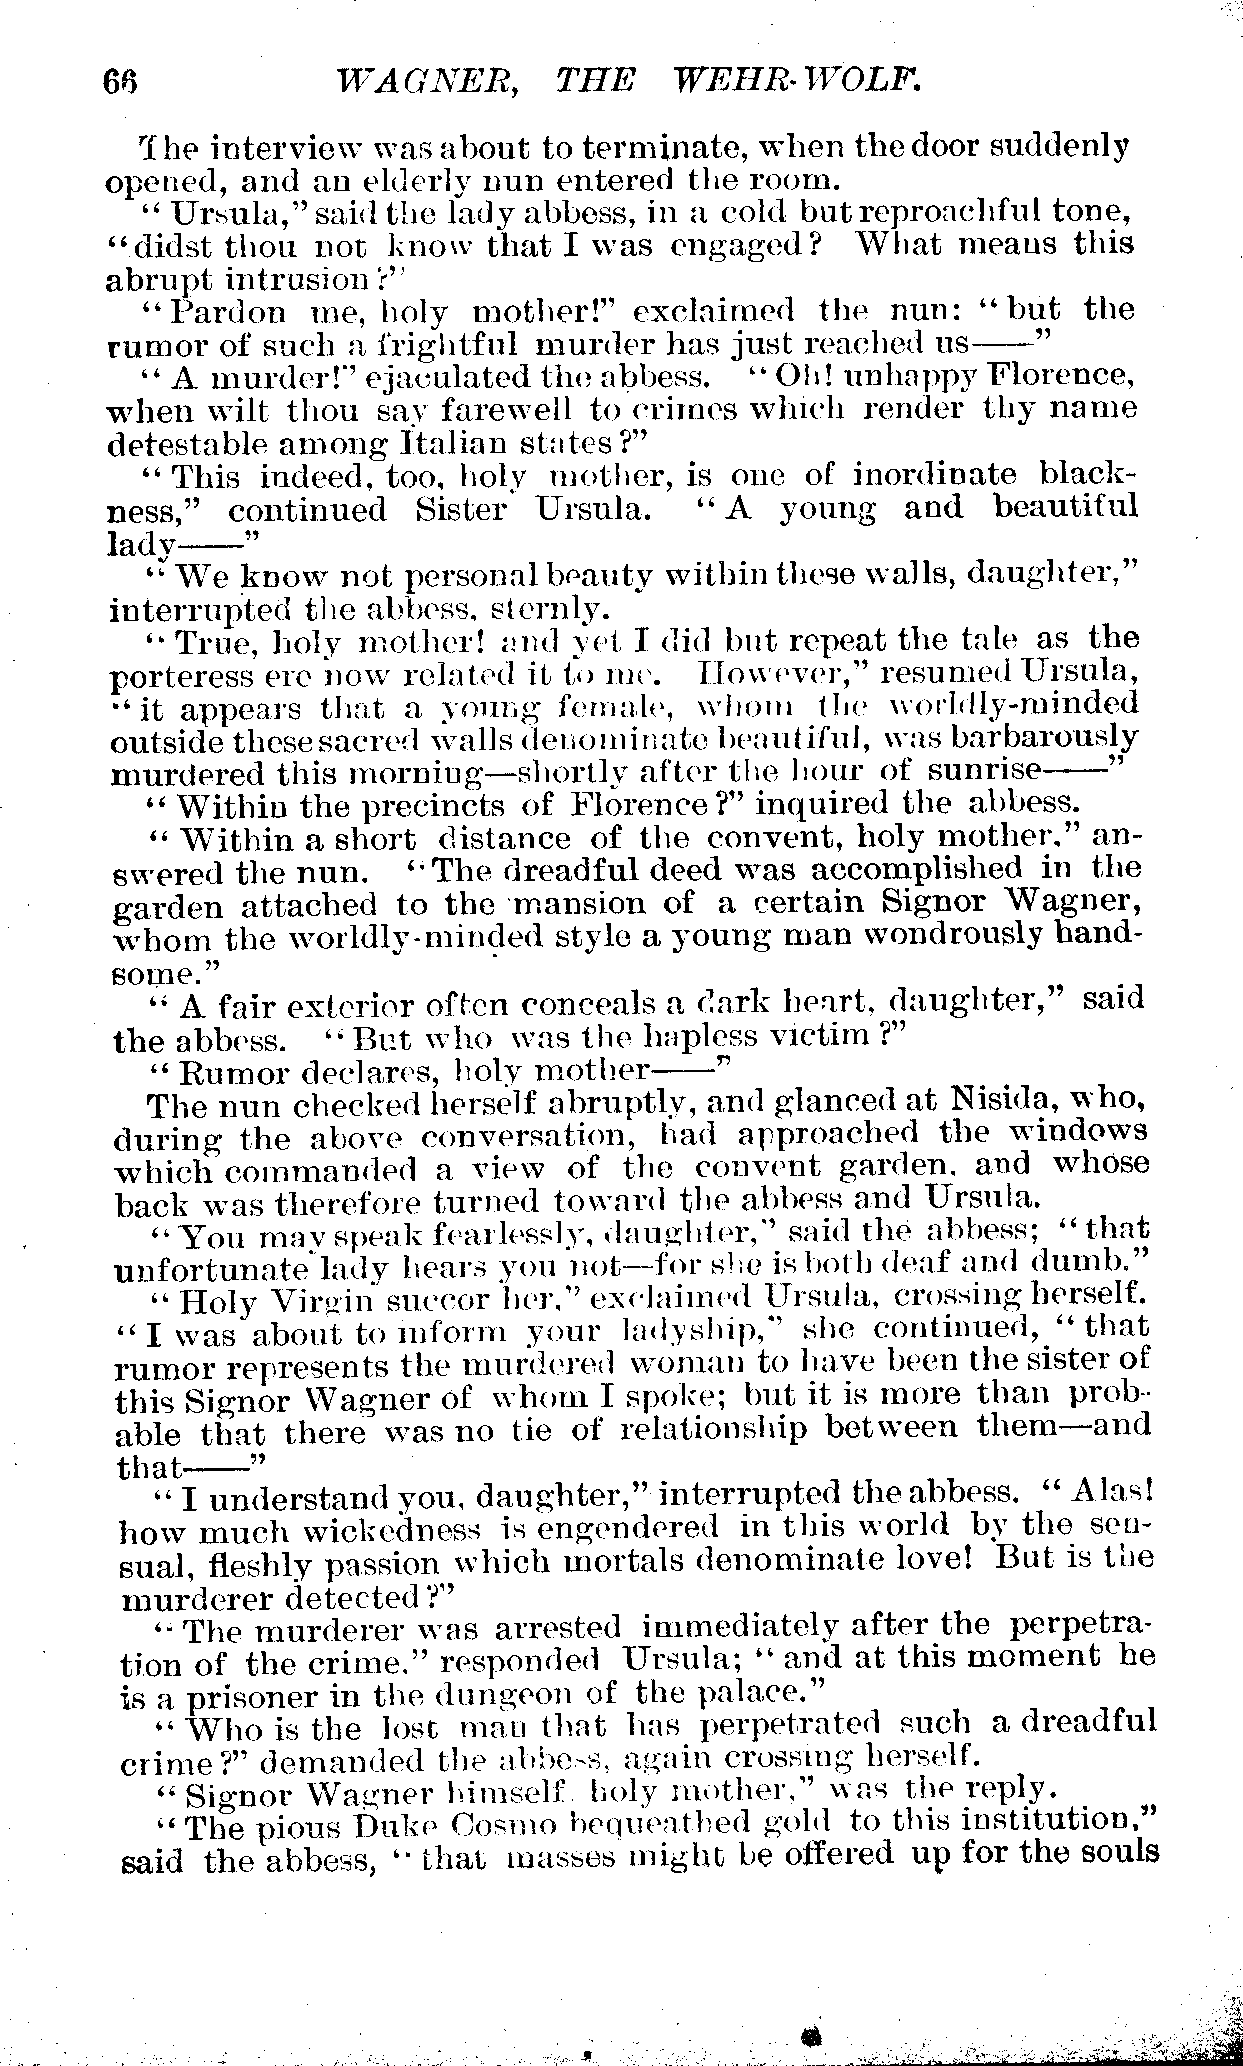 66 WAGNER, THE WEHR-WOLF.
The interview was about to terminate, when the door suddenly
opened, and an elderly nun entered the room.
“ Ursula,” said the lady abbess, in a cold but reproachful tone,
“didst thou not know that I was engaged? What means this
abrupt intrusion?”
“Pardon me, holy mother!” exclaimed the nun: “but the
rumor of such a frightful murder has just reached us——”
“ A murder!” ejaculated the abbess. “Oh! unhappy Florence,
when wilt thou say farewell to crimes which render thy name
detestable among Italian states?”
“ This indeed, too, holy mother, is one of inordinate black-
ness,” continued Sister Ursula. “A young and beautiful
lady——”
“ We know not personal beauty within these walls, daughter,”
interrupted the abbess, sternly.
“ True, holy mother! and yet I did but repeat the tale as the
porteress ere now related it to me. However,” resumed Ursula,
“it appears that a young female, whom the worldly-minded
outside these sacred walls denominate beautiful, was barbarously
murdered this morning—shortly after the hour of sunrise——”
“ Within the precincts of Florence?” inquired the abbess.
“ Within a short distance of the convent, holy mother,” an-
swered the nun. “The dreadful deed was accomplished in the
garden attached to the mansion of a certain Signor Wagner,
whom the worldly-minded style a young man wondrously hand-
some.”
“ A fair exterior often conceals a dark heart, daughter,” said
the abbess. “But who was the hapless victim?”
“ Rumor declares, holy mother——”
The nun checked herself abruptly, and glanced at Nisida, who,
during the above conversation, had approached the windows
which commanded a view of the convent garden, and whose
back was therefore turned toward the abbess and Ursula.
“ You may speak fearlessly, daughter,” said the abbess; “that
unfortunate lady hears you not—for she is both deaf and dumb.”
“ Holy Virgin succor her,” exclaimed Ursula, crossing herself.
“I was about to inform your ladyship,” she continued, “that
rumor represents the murdered woman to have been the sister of
this Signor Wagner of whom I spoke; but it is more than prob-
able that there was no tie of relationship between them—and
that——”
“ I understand you, daughter,” interrupted the abbess. “ Alas!
how much wickedness is engendered in this world by the sen-
sual, fleshly passion which mortals denominate love! But is the
murderer detected?”
“ The murderer was arrested immediately after the perpetra-
tion of the crime,” responded Ursula; “and at this moment he
is a prisoner in the dungeon of the palace.”
“ Who is the lost man that has perpetrated such a dreadful
crime?” demanded the abbess, again crossing herself.
“ Signor Wagner himself, holy mother,” was the reply.
“The pious Duke Cosmo bequeathed gold to this institution,”
said the abbess, “that masses might be offered up for the souls